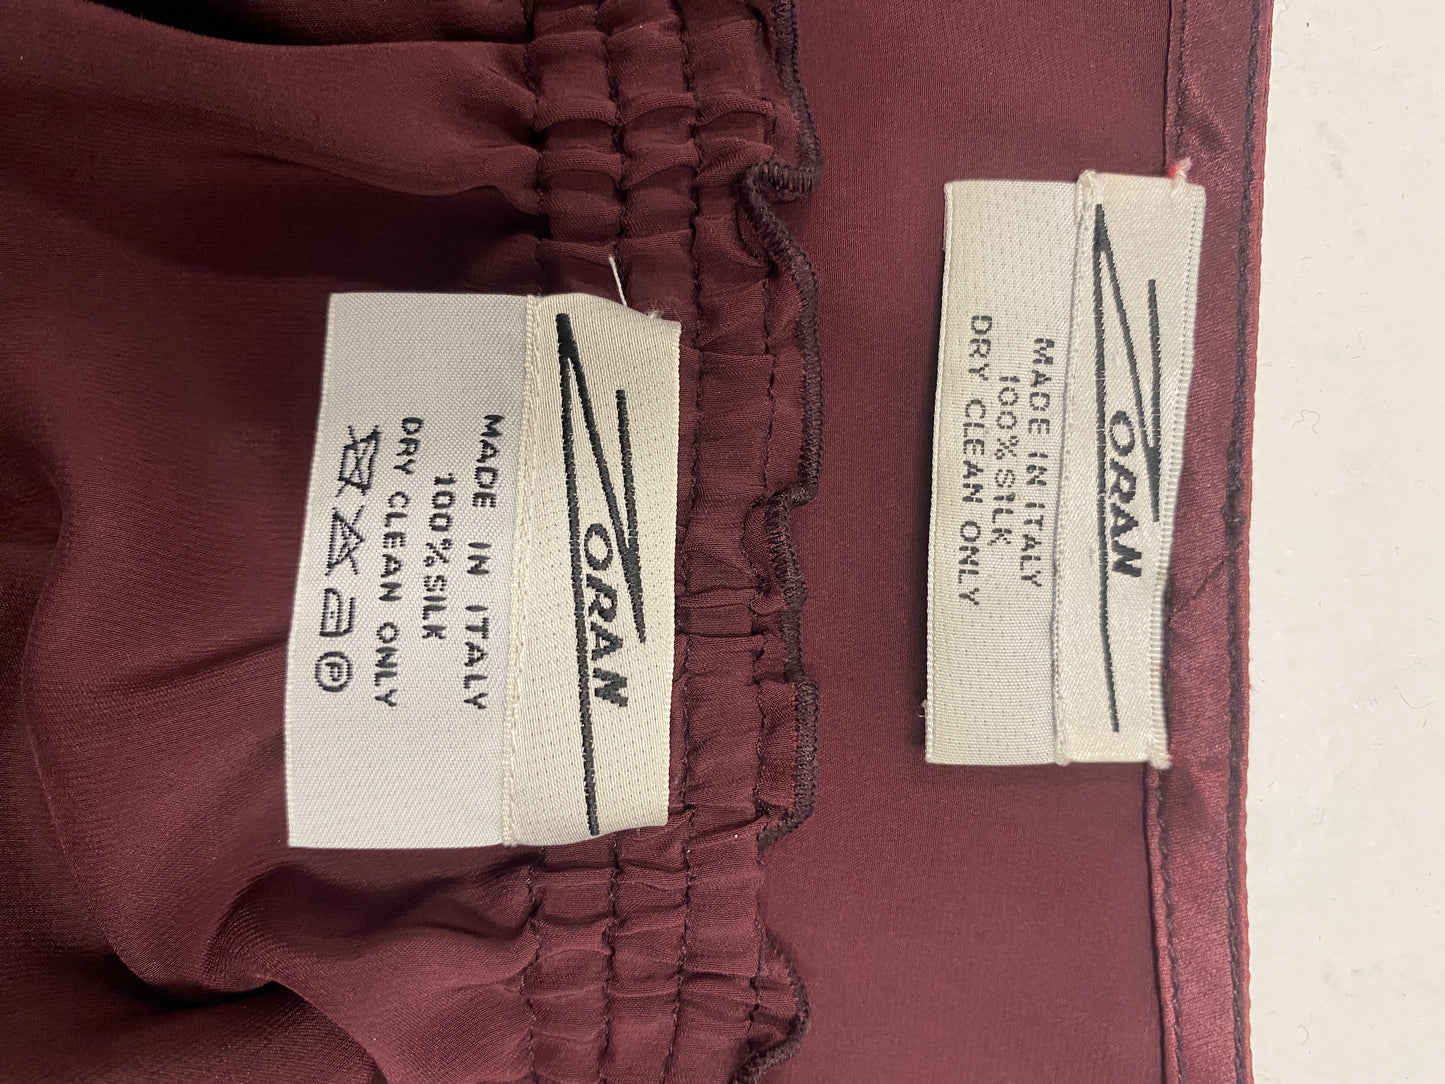 ZORAN
MADE IN ITALY
100% SILK
DRY CLEAN ONLY
P
ZORAN
MADE IN ITALY
100% SILK
DRY CLEAN ONLY